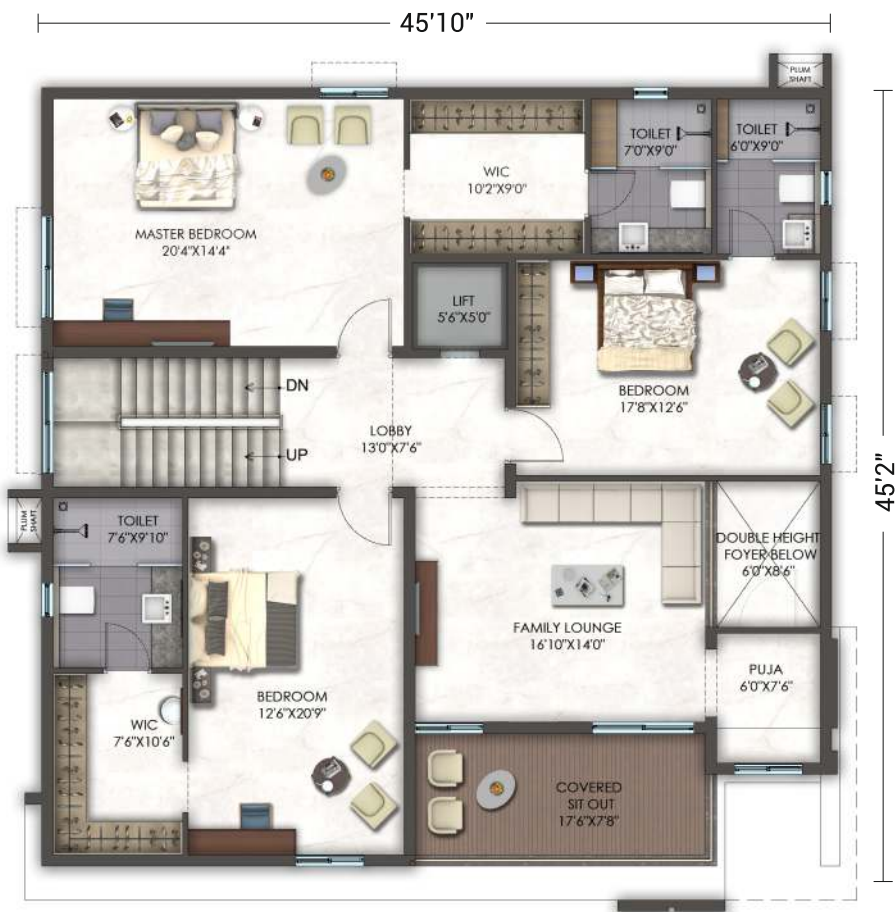 45'10"
PLUM
SHAFT
TOILET
7'0"X9'0"
TOILET
6'0"X9'0"
WIC
10'2"X9'0"
MASTER BEDROOM
20'4"X14'4"
LIFT
5'6"X5'0"
BEDROOM
17'8"X12'6"
DN
LOBBY
13'0"X7'6"
UP
45'2"
PLUM
SHAFT
TOILET
7'6"X9'10"
DOUBLE HEIGHT
FOYER BELOW
6'0"X8'6"
FAMILY LOUNGE
16'10"X14'0"
PUJA
6'0"X7'6"
BEDROOM
12'6"X20'9"
WIC
7'6"X10'6"
COVERED
SIT OUT
17'6"X7'8"